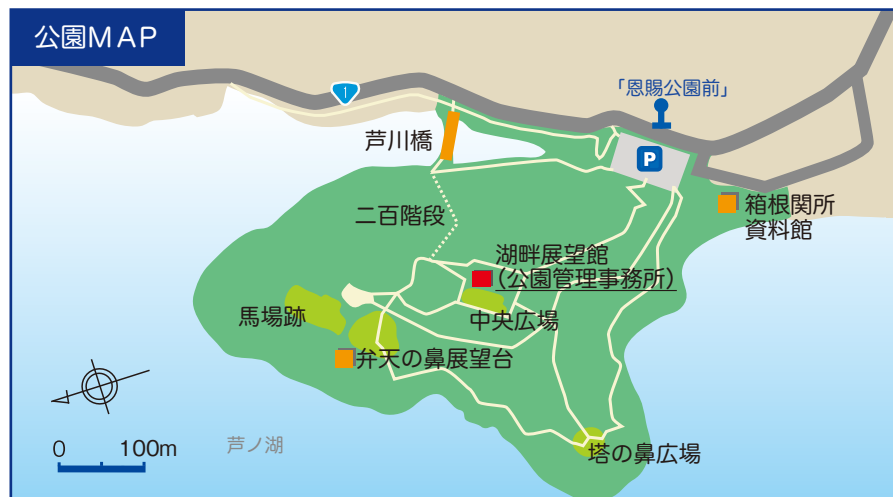 公園MAP
1
「恩賜公園前」
芦川橋
P
二百階段
箱根関所
資料館
湖畔展望館
(公園管理事務所)
馬場跡
中央広場
弁天の鼻展望台
0 100m
芦ノ湖
塔の鼻広場